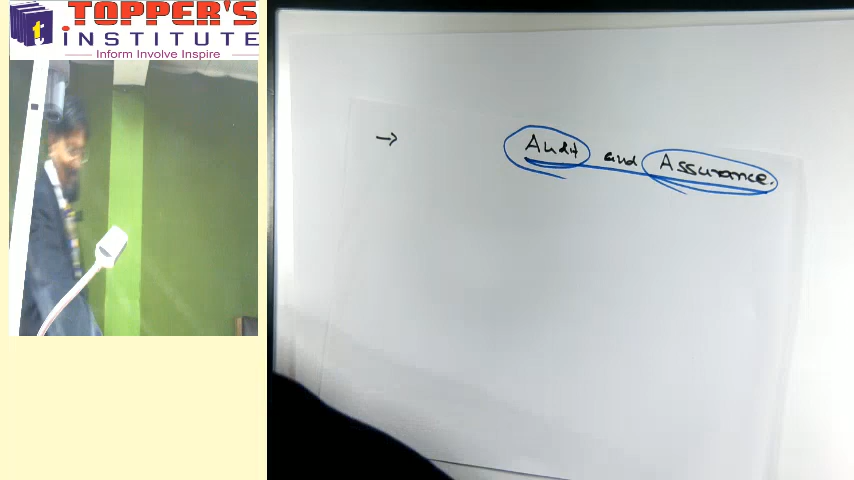 TOPPER'S
iNSTITUTE
Inform Involve Inspire
t
→ Audit and Assurance.